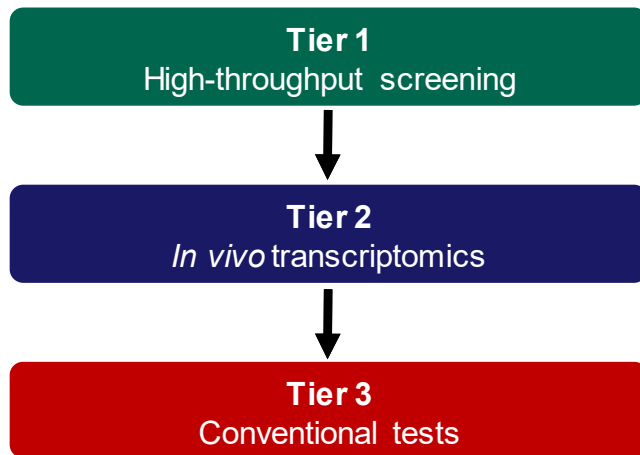 Tier 1
High-throughput screening
Tier 2
In vivo transcriptomics
Tier 3
Conventional tests